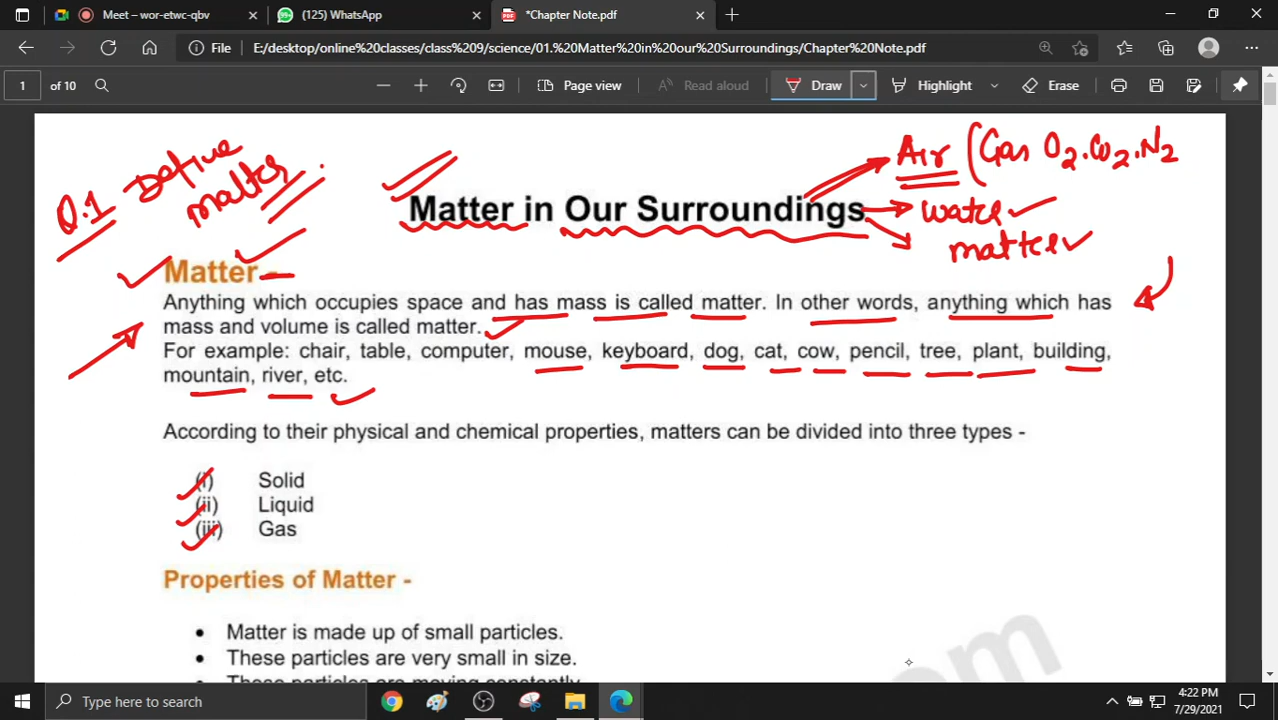 Meet – wor-etwc-qbv
(125) WhatsApp
*Chapter Note.pdf
File
E:/desktop/online%20classes/class%209/science/01.%20Matter%20in%20our%20Surroundings/Chapter%20Note.pdf
1 of 10
Page view
Read aloud
Draw
Highlight
Erase
Q.1 Define matter
Air (Gas O2.CO2.N2
Matter in Our Surroundings
water
matter
Matter -
Anything which occupies space and has mass is called matter. In other words, anything which has
mass and volume is called matter.
For example: chair, table, computer, mouse, keyboard, dog, cat, cow, pencil, tree, plant, building,
mountain, river, etc.
According to their physical and chemical properties, matters can be divided into three types -
(i) Solid
(ii) Liquid
(iii) Gas
Properties of Matter -
• Matter is made up of small particles.
• These particles are very small in size.
• These particles are moving constantly
om
Type here to search
4:22 PM
7/29/2021